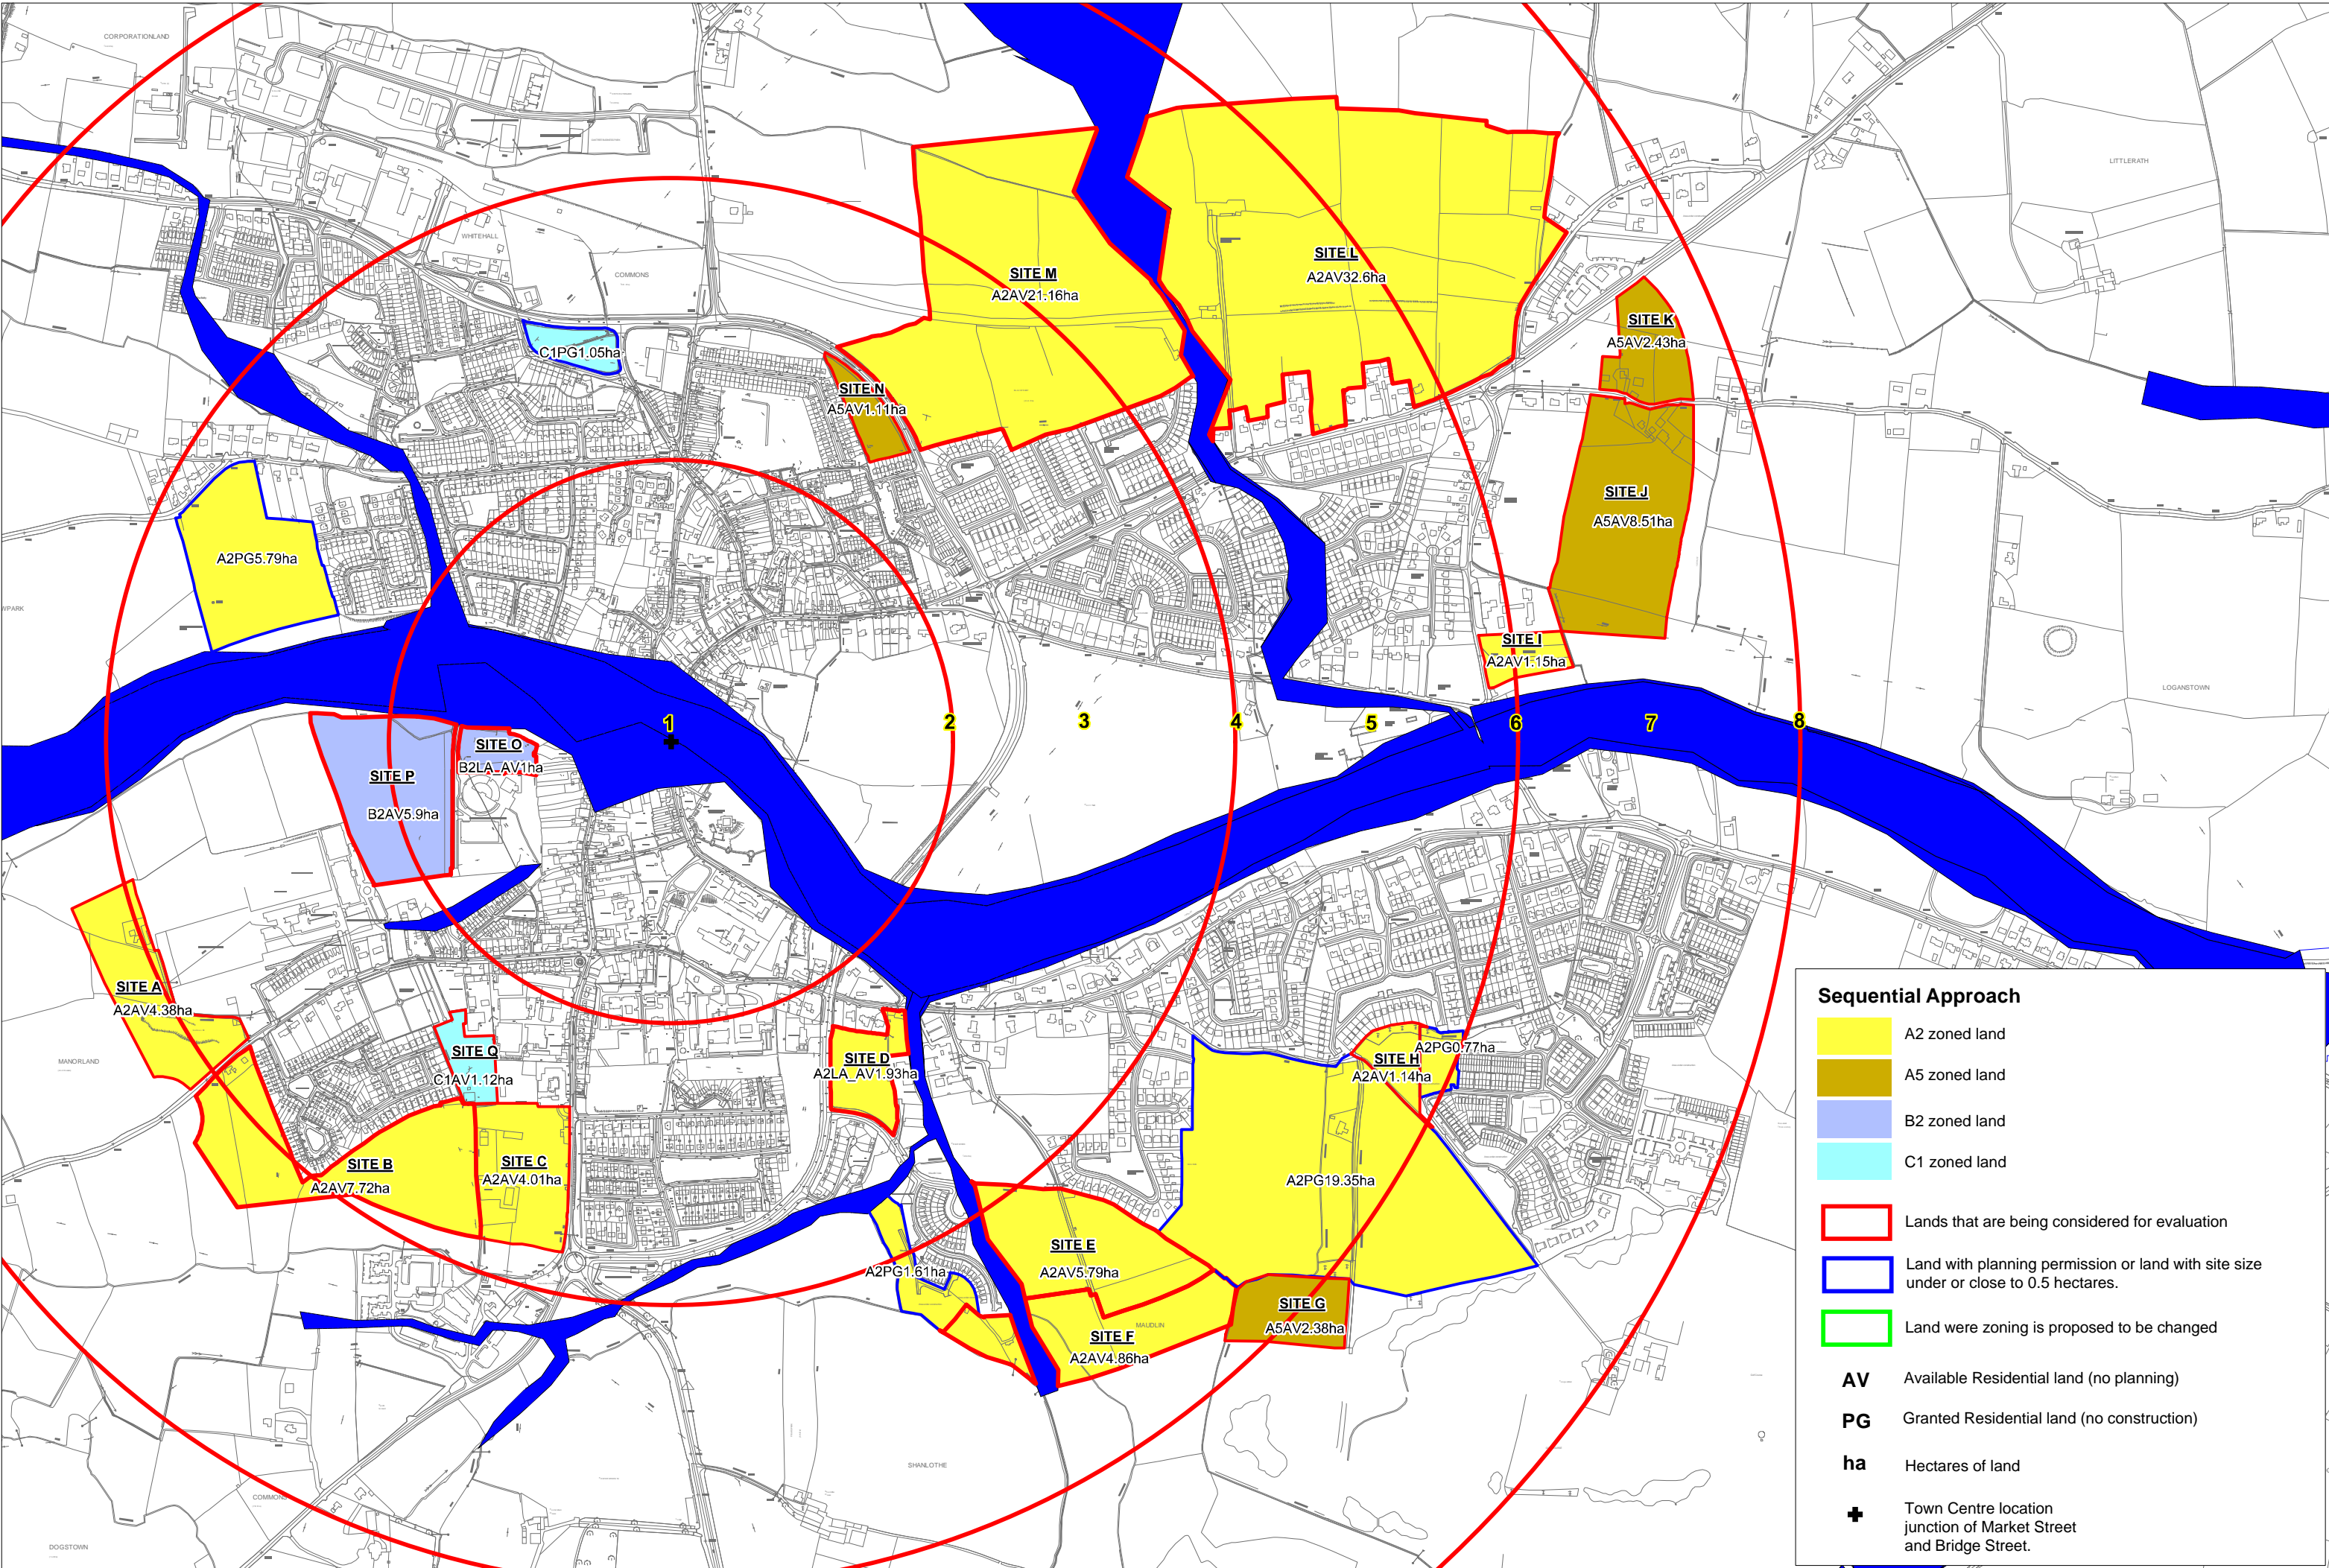 CORPORATIONLAND
LITTLERATH
WHITEHALL
COMMONS
SITE M
A2AV21.16ha
SITE L
A2AV32.6ha
SITE K
A5AV2.43ha
C1PG1.05ha
SITE N
A5AV1.11ha
SITE J
A5AV8.51ha
A2PG5.79ha
WPARK
SITE I
A2AV1.15ha
LOGANSTOWN
1
2
3
4
5
6
7
8
SITE O
B2LA_AV1ha
SITE P
B2AV5.9ha
SITE A
A2AV4.38ha
MANORLAND
SITE Q
C1AV1.12ha
SITE D
A2LA_AV1.93ha
SITE H
A2AV1.14ha
A2PG0.77ha
SITE B
A2AV7.72ha
SITE C
A2AV4.01ha
A2PG19.35ha
SITE E
A2AV5.79ha
A2PG1.61ha
SITE G
A5AV2.38ha
MAUDLIN
SITE F
A2AV4.86ha
SHANLOTHE
COMMONS
DOGSTOWN
Sequential Approach
A2 zoned land
A5 zoned land
B2 zoned land
C1 zoned land
Lands that are being considered for evaluation
Land with planning permission or land with site size
under or close to 0.5 hectares.
Land were zoning is proposed to be changed
AV Available Residential land (no planning)
PG Granted Residential land (no construction)
ha Hectares of land
Town Centre location
junction of Market Street
and Bridge Street.